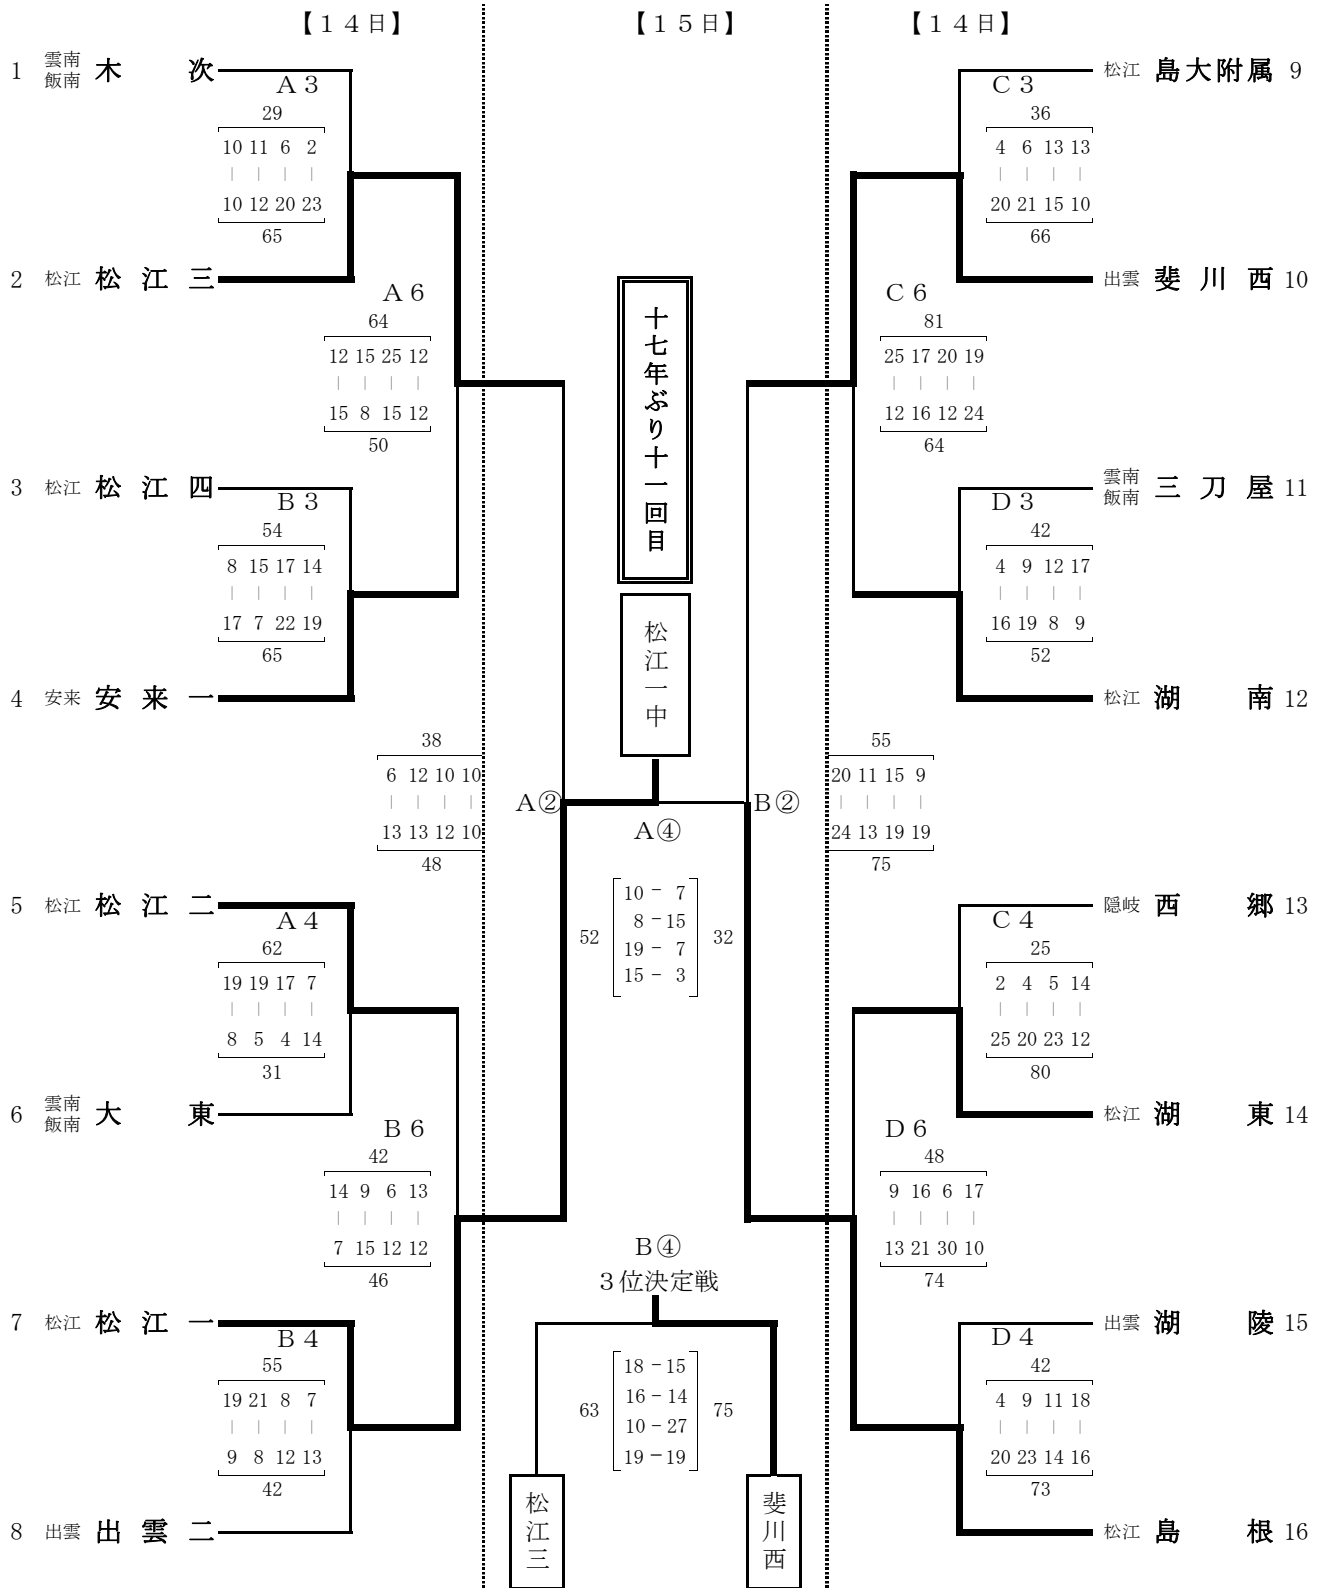 【１４日】 【１５日】 【１４日】
1 雲南 飯南 木次
A 3
29
10 11 6 2
| | | |
10 12 20 23
65
2 松江 松江三
A 6
64
12 15 25 12
| | | |
15 8 15 12
50
3 松江 松江四
B 3
54
8 15 17 14
| | | |
17 7 22 19
65
4 安来 安来一
38
6 12 10 10
| | | |
13 13 12 10
48
5 松江 松江二
A 4
62
19 19 17 7
| | | |
8 5 4 14
31
6 雲南 飯南 大東
B 6
42
14 9 6 13
| | | |
7 15 12 12
46
7 松江 松江一
B 4
55
19 21 8 7
| | | |
9 8 12 13
42
8 出雲 出雲二
十七年ぶり十一回目
松江一中
A② B②
A④
10 － 7
8 －15
52 32
19 － 7
15 － 3
B④
３位決定戦
18 －15
16 － 14
63 75
10 －27
19 －19
松江三
斐川西
松江 島大附属 9
C 3
36
4 6 13 13
| | | |
20 21 15 10
66
出雲 斐川西 10
C 6
81
25 17 20 19
| | | |
12 16 12 24
64
雲南 飯南 三刀屋 11
D 3
42
4 9 12 17
| | | |
16 19 8 9
52
松江 湖南 12
55
20 11 15 9
| | | |
24 13 19 19
75
隠岐 西郷 13
C 4
25
2 4 5 14
| | | |
25 20 23 12
80
松江 湖東 14
D 6
48
9 16 6 17
| | | |
13 21 30 10
74
出雲 湖陵 15
D 4
42
4 9 11 18
| | | |
20 23 14 16
73
松江 島根 16